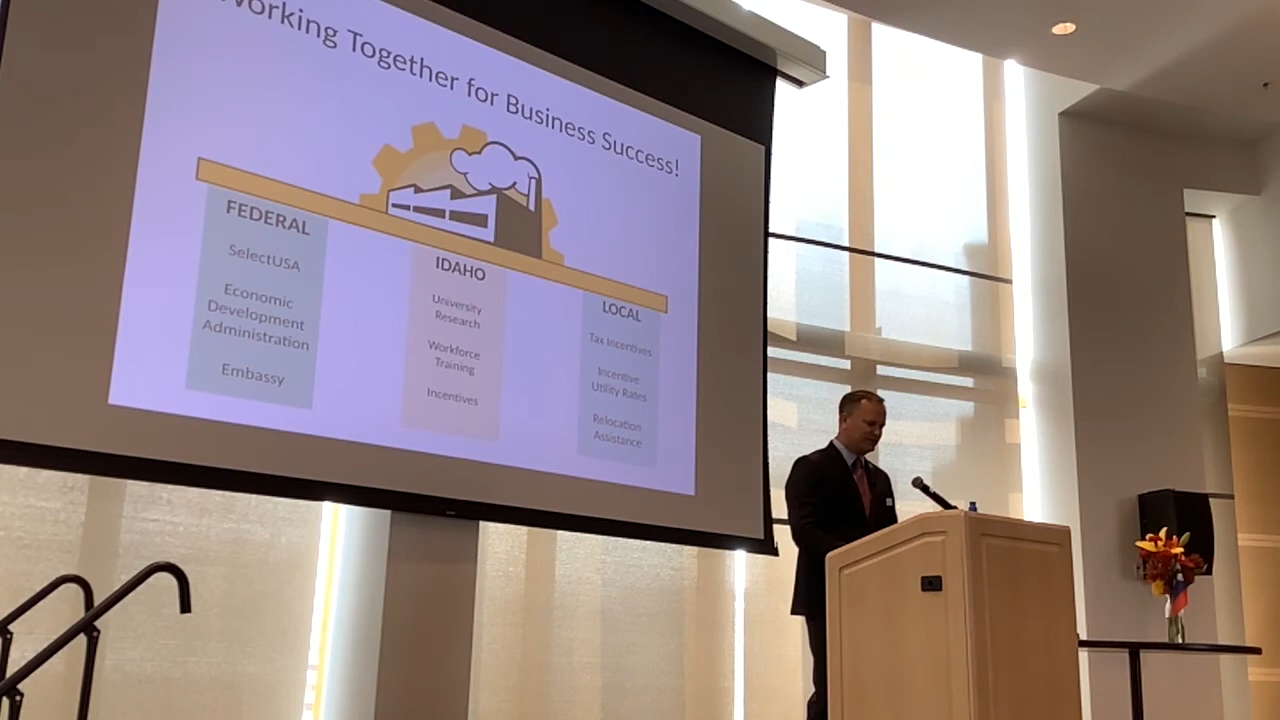 Working Together for Business Success!
FEDERAL
SelectUSA
Economic
Development
Administration
Embassy
IDAHO
University
Research
Workforce
Training
Incentives
LOCAL
Tax Incentives
Incentive
Utility Rates
Relocation
Assistance